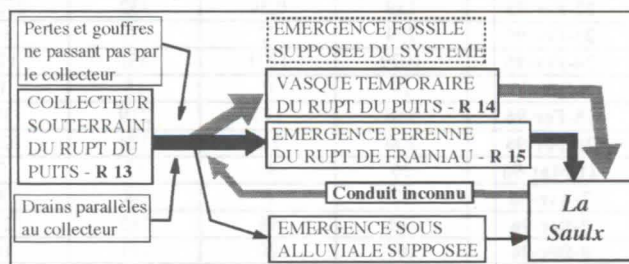 Pertes et gouffres
ne passant pas par
le collecteur
COLLECTEUR
SOUTERRAIN
DU RUPT DU
PUITS - R 13
Drains parallèles
au collecteur
EMERGENCE FOSSILE
SUPPOSEE DU SYSTEME
VASQUE TEMPORAIRE
DU RUPT DU PUITS - R 14
EMERGENCE PERENNE
DU RUPT DE FRAINIAU - R 15
Conduit inconnu
EMERGENCE SOUS
ALLUVIALE SUPPOSEE
La
Saulx